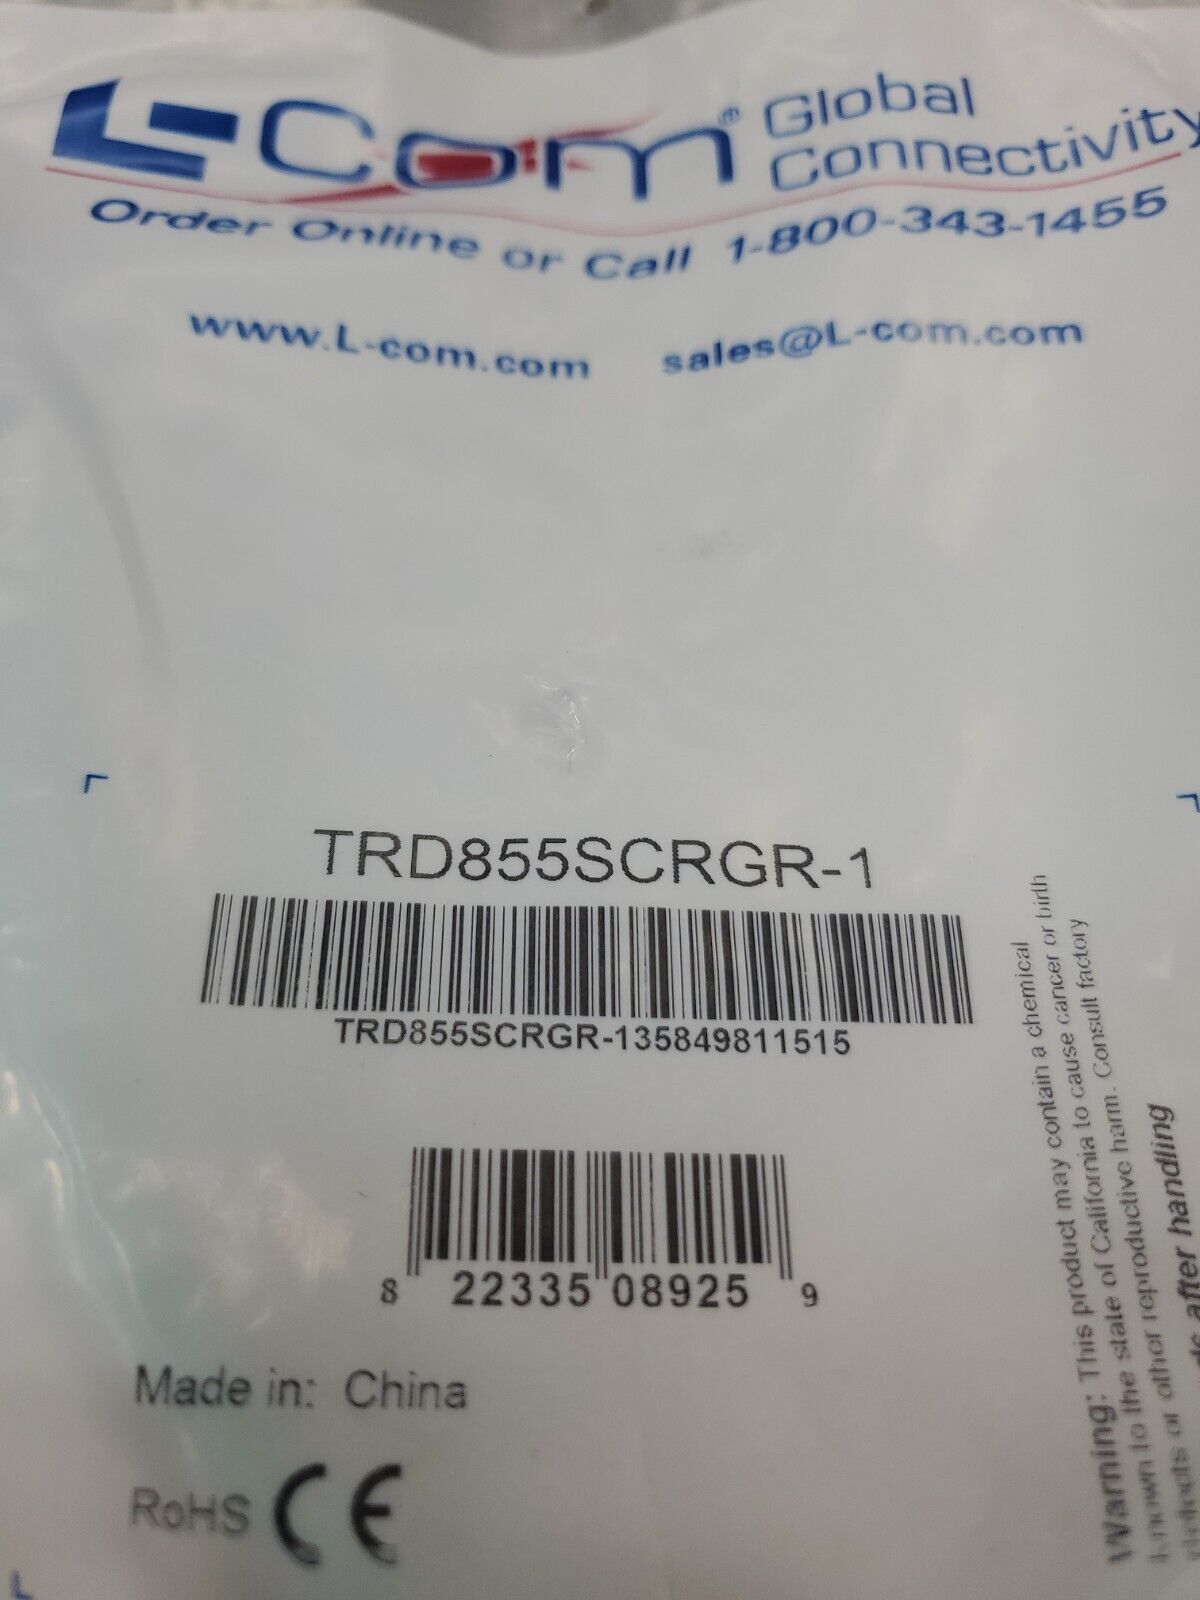 L-com® Global Connectivity
Order Online or Call 1-800-343-1455
www.L-com.com sales@L-com.com
TRD855SCRGR-1
TRD855SCRGR-135849811515
8 22335 08925 9
Made in: China
RoHS CE
Warning: This product may contain a chemical
known to the state of California to cause cancer or birth
defects or other reproductive harm. Consult factory
after handling